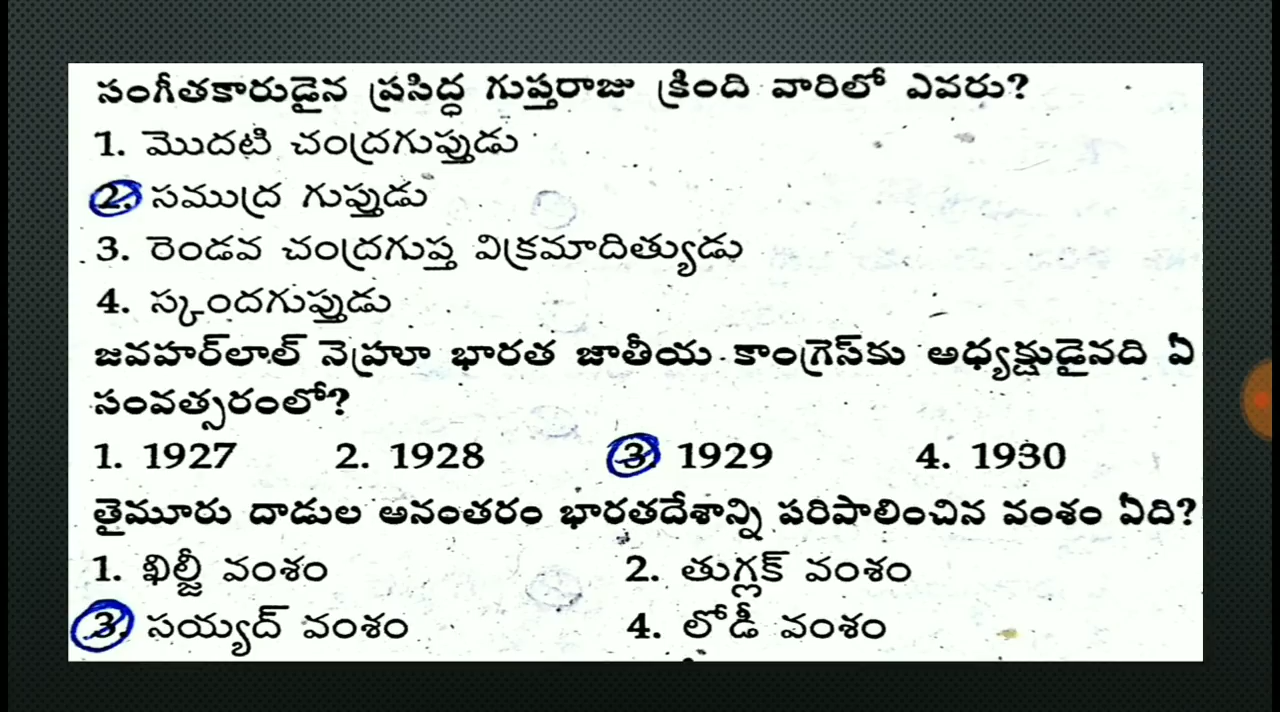 సంగీతకారుడైన ప్రసిద్ధ గుప్తరాజు క్రింది వారిలో ఎవరు?
1. మొదటి చంద్రగుప్తుడు
2. సముద్ర గుప్తుడు
3. రెండవ చంద్రగుప్త విక్రమాదిత్యుడు
4. స్కందగుప్తుడు
జవహర్‌లాల్ నెహ్రూ భారత జాతీయ కాంగ్రెస్‌కు అధ్యక్షుడైనది ఏ
సంవత్సరంలో?
1. 1927 2. 1928 3. 1929 4. 1930
తైమూరు దాడుల అనంతరం భారతదేశాన్ని పరిపాలించిన వంశం ఏది?
1. ఖిల్జీ వంశం 2. తుగ్లక్ వంశం
3. సయ్యద్ వంశం 4. లోడీ వంశం